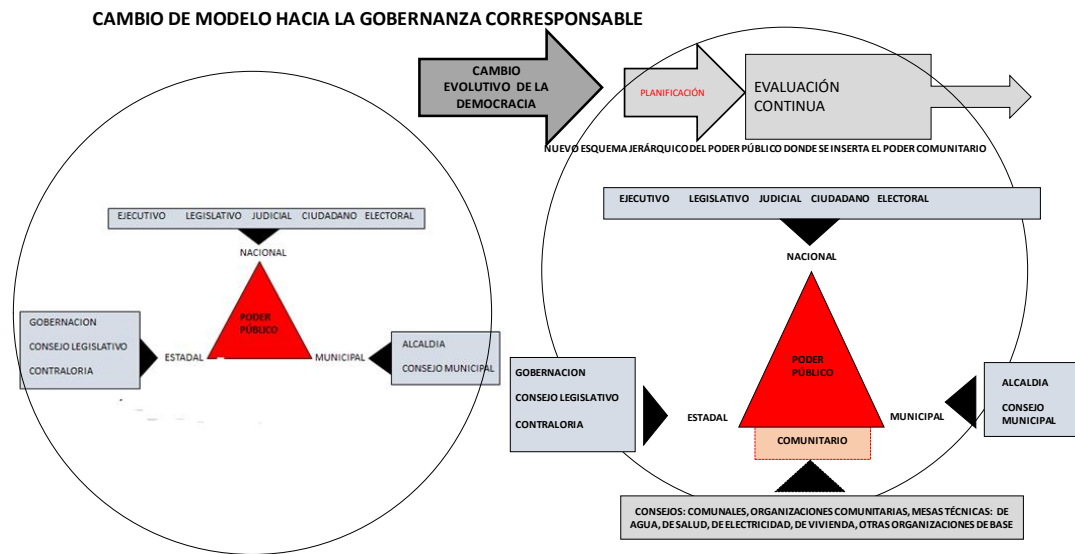 CAMBIO DE MODELO HACIA LA GOBERNANZA CORRESPONSABLE
CAMBIO
EVOLUTIVO DE LA
DEMOCRACIA
PLANIFICACIÓN
EVALUACIÓN
CONTINUA
NUEVO ESQUEMA JERÁRQUICO DEL PODER PÚBLICO DONDE SE INSERTA EL PODER COMUNITARIO
EJECUTIVO LEGISLATIVO JUDICIAL CIUDADANO ELECTORAL
NACIONAL
PODER
PÚBLICO
GOBERNACION
CONSEJO LEGISLATIVO
CONTRALORIA
ESTADAL
MUNICIPAL
ALCALDIA
CONSEJO MUNICIPAL
EJECUTIVO LEGISLATIVO JUDICIAL CIUDADANO ELECTORAL
NACIONAL
PODER
PÚBLICO
GOBERNACION
CONSEJO LEGISLATIVO
CONTRALORIA
ESTADAL
MUNICIPAL
ALCALDIA
CONSEJO
MUNICIPAL
COMUNITARIO
CONSEJOS: COMUNALES, ORGANIZACIONES COMUNITARIAS, MESAS TÉCNICAS: DE
AGUA, DE SALUD, DE ELECTRICIDAD, DE VIVIENDA, OTRAS ORGANIZACIONES DE BASE